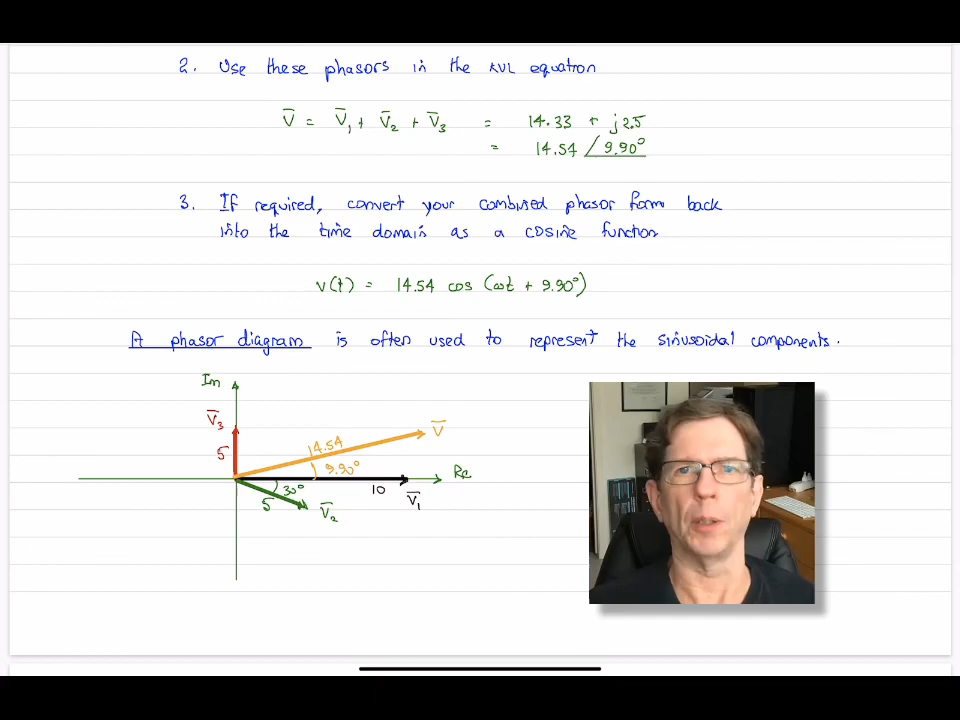 2. Use these phasors in the KVL equation
V̅ = V̅₁ + V̅₂ + V̅₃ = 14.33 + j2.5
= 14.54 ∠9.90°
3. If required, convert your combined phasor form back
into the time domain as a cosine function
v(t) = 14.54 cos (ωt + 9.90°)
A phasor diagram is often used to represent the sinusoidal components.
Im
V̅₃
V̅
14.54
5
9.90°
Re
30°
10
V̅₁
5
V̅₂